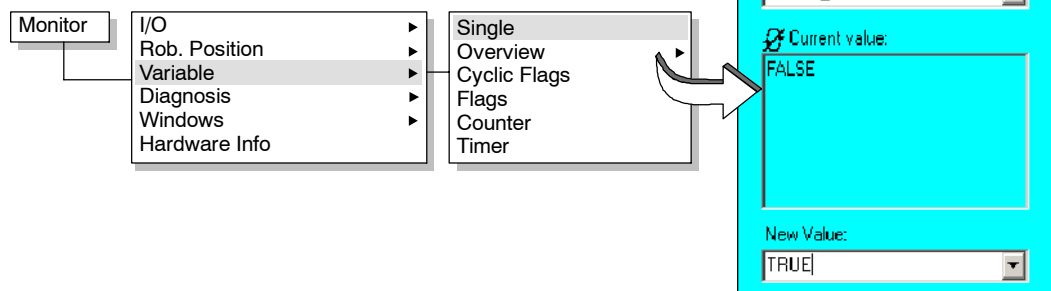 Monitor
I/O
Rob. Position
Variable
Diagnosis
Windows
Hardware Info
Single
Overview
Cyclic Flags
Flags
Counter
Timer
Current value:
FALSE
New Value:
TRUE